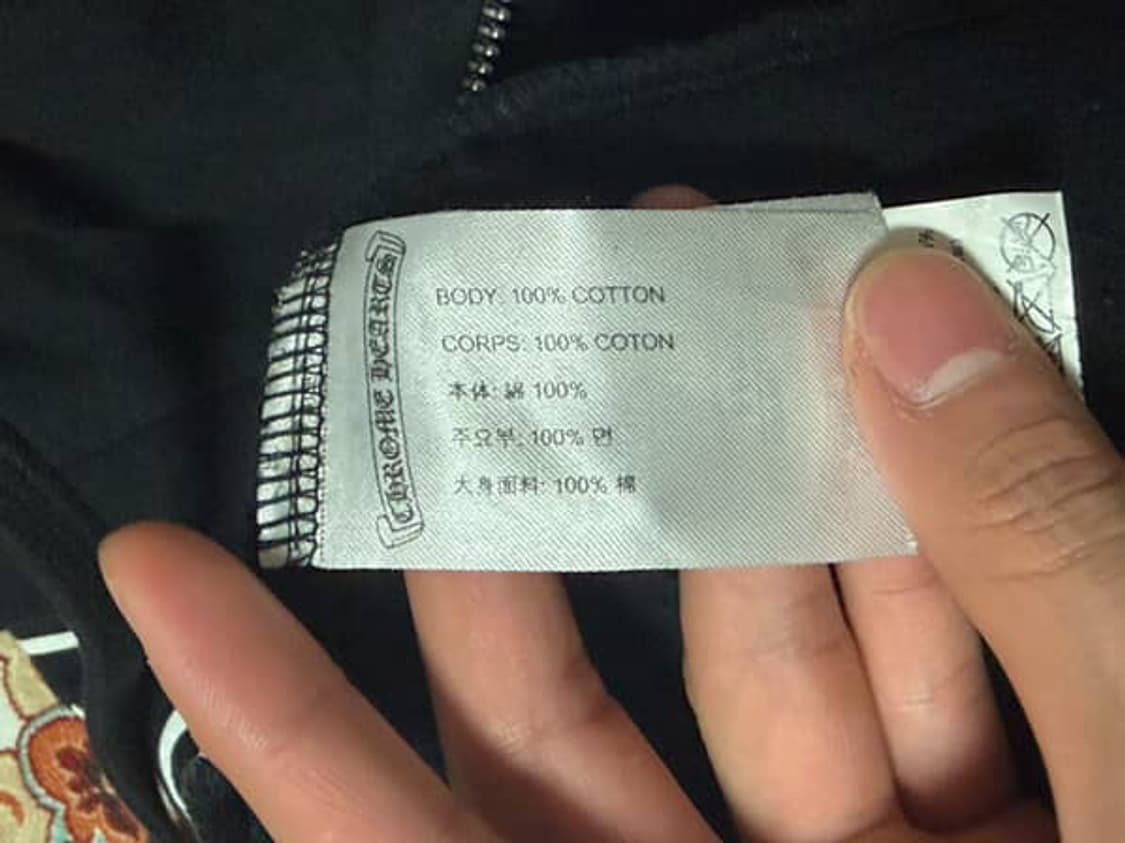 CHROME HEARTS
BODY: 100% COTTON
CORPS: 100% COTON
本体: 綿 100%
주요부: 100% 면
大身面料: 100% 棉